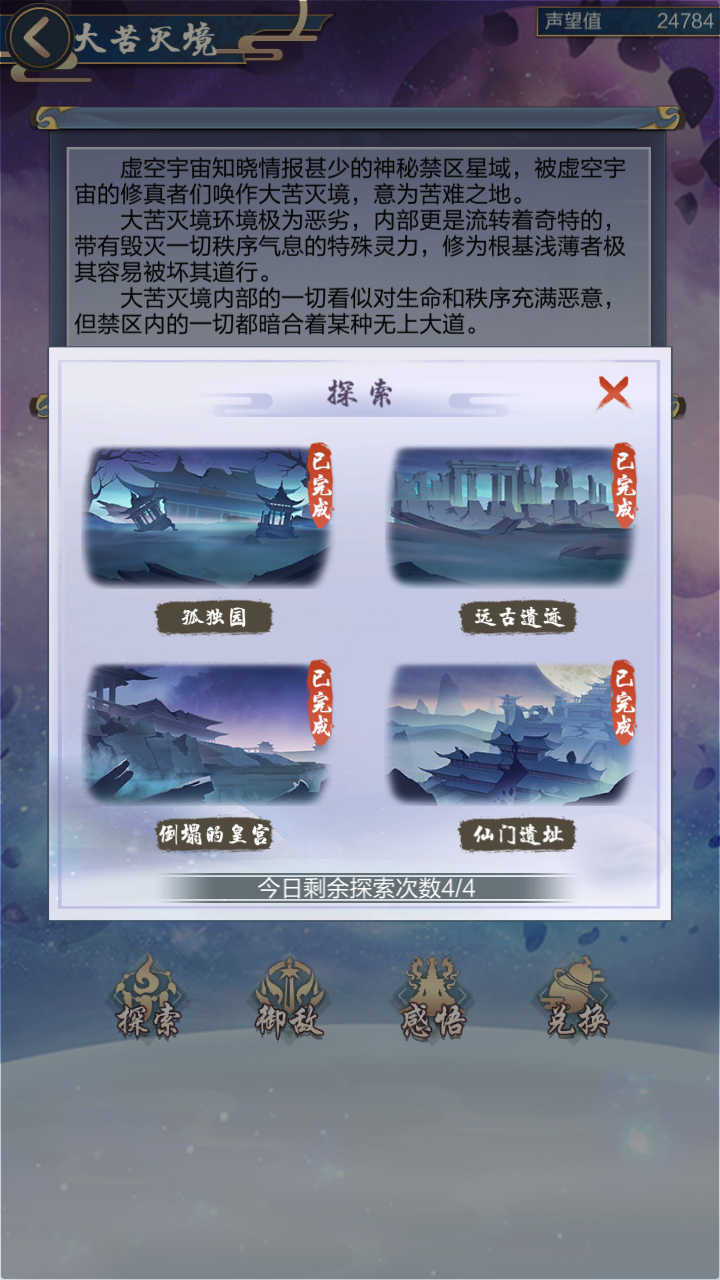 大苦灭境
声望值 24784
虚空宇宙知晓情报甚少的神秘禁区星域，被虚空宇
宙的修真者们唤作大苦灭境，意为苦难之地。
大苦灭境环境极为恶劣，内部更是流转着奇特的，
带有毁灭一切秩序气息的特殊灵力，修为根基浅薄者极
其容易被坏其道行。
大苦灭境内部的一切看似对生命和秩序充满恶意，
但禁区内的一切都暗合着某种无上大道。
探索
已完成
已完成
孤独园
远古遗迹
已完成
已完成
倒塌的皇宫
仙门遗址
今日剩余探索次数4/4
探索
御敌
感悟
兑换